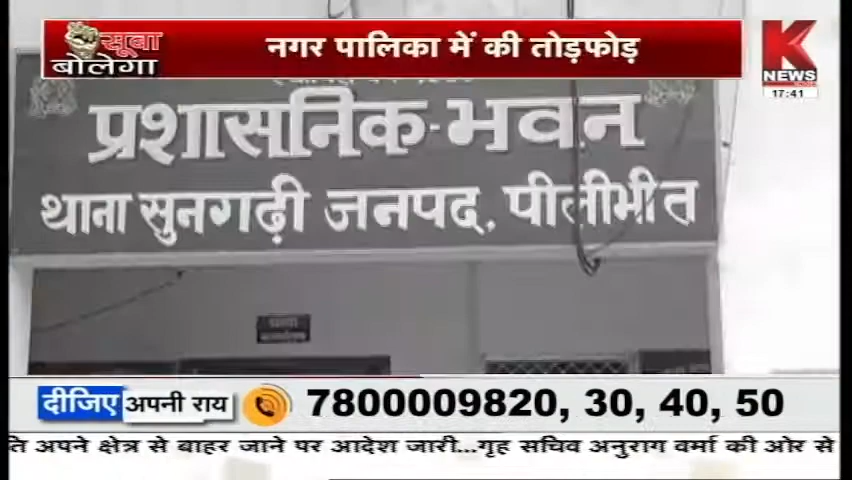 सूबा
बोलेगा
नगर पालिका में की तोड़फोड़
K
NEWS
17:41
प्रशासनिक-भवन
थाना सुनगढ़ी जनपद, पीलीभीत
दीजिए अपनी राय
7800009820, 30, 40, 50
ति अपने क्षेत्र से बाहर जाने पर आदेश जारी...गृह सचिव अनुराग वर्मा की ओर से